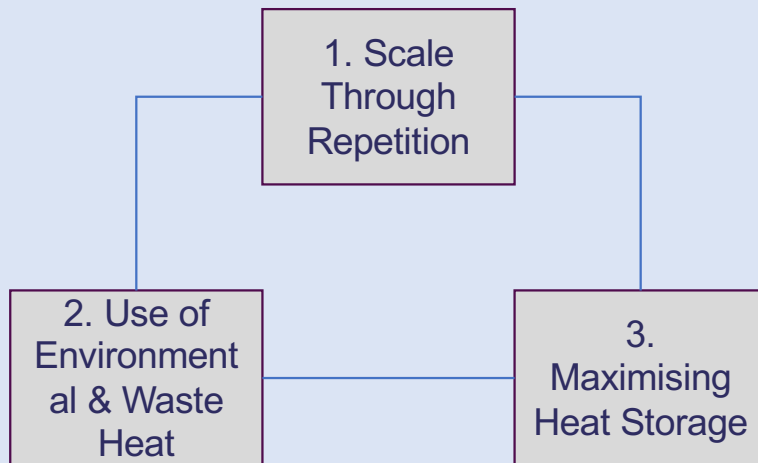 1. Scale
Through
Repetition
2. Use of
Environment
al & Waste
Heat
3.
Maximising
Heat Storage